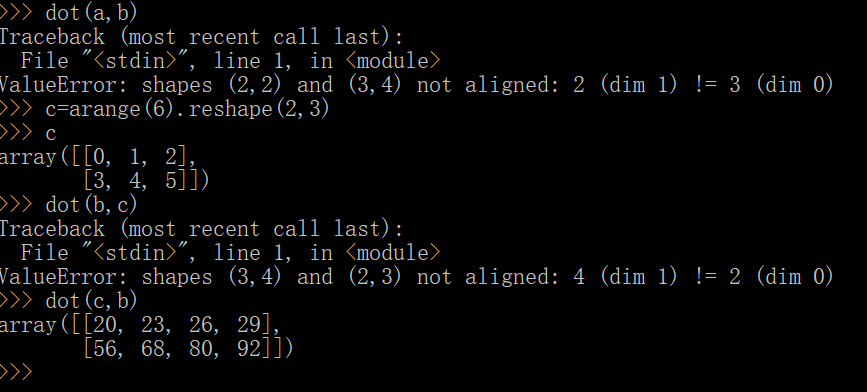 >>> dot(a,b)
Traceback (most recent call last):
  File "<stdin>", line 1, in <module>
ValueError: shapes (2,2) and (3,4) not aligned: 2 (dim 1) != 3 (dim 0)
>>> c=arange(6).reshape(2,3)
>>> c
array([[0, 1, 2],
       [3, 4, 5]])
>>> dot(b,c)
Traceback (most recent call last):
  File "<stdin>", line 1, in <module>
ValueError: shapes (3,4) and (2,3) not aligned: 4 (dim 1) != 2 (dim 0)
>>> dot(c,b)
array([[20, 23, 26, 29],
       [56, 68, 80, 92]])
>>>